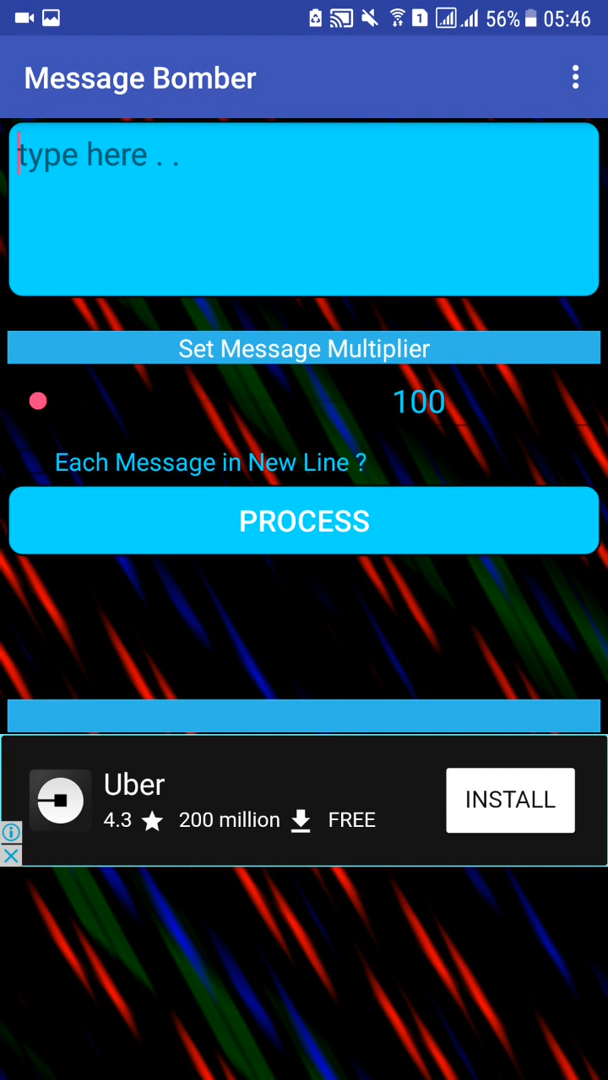 1 56% 05:46
Message Bomber
type here . .
Set Message Multiplier
100
Each Message in New Line ?
PROCESS
Uber
4.3 200 million FREE
INSTALL